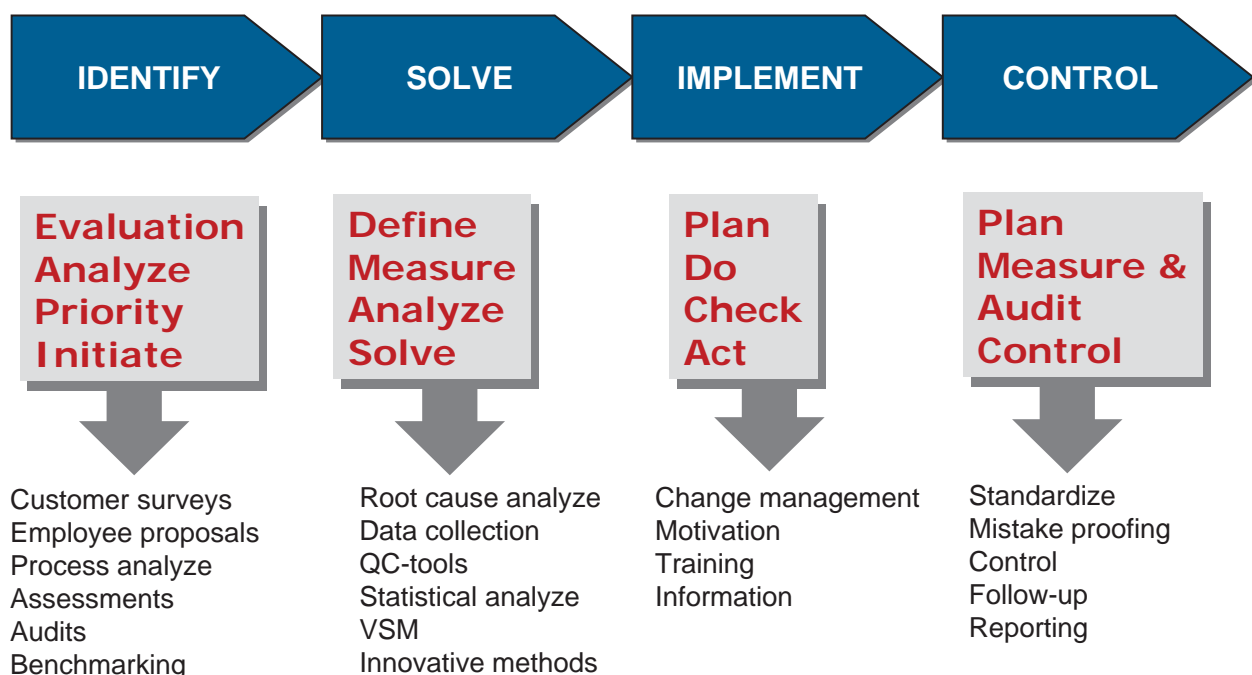 IDENTIFY
SOLVE
IMPLEMENT
CONTROL
Evaluation
Analyze
Priority
Initiate
Define
Measure
Analyze
Solve
Plan
Do
Check
Act
Plan
Measure &
Audit
Control
Customer surveys
Employee proposals
Process analyze
Assessments
Audits
Benchmarking
Root cause analyze
Data collection
QC-tools
Statistical analyze
VSM
Innovative methods
Change management
Motivation
Training
Information
Standardize
Mistake proofing
Control
Follow-up
Reporting